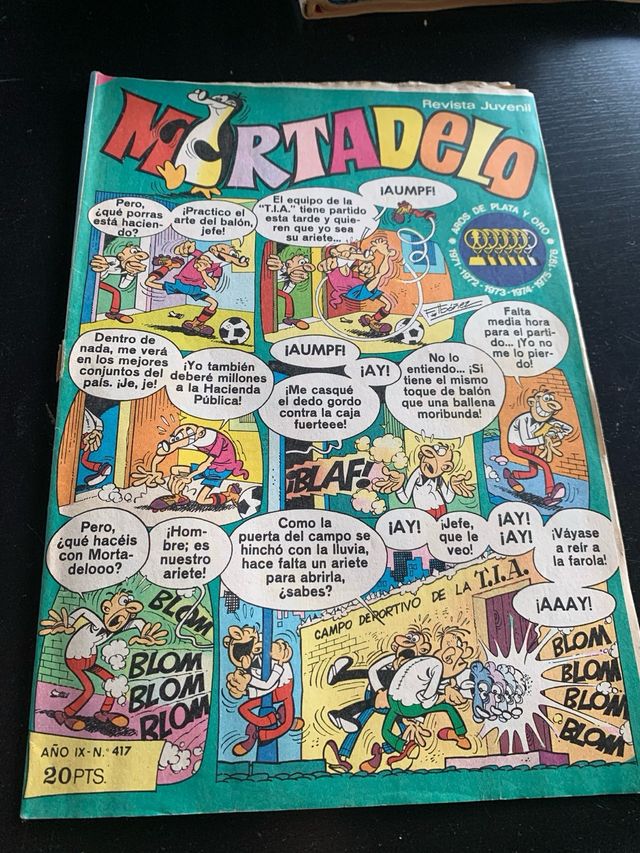 Revista Juvenil
MORTADELO
AROS DE PLATA Y ORO
1971-1972-1973-1974-1975-1976
Pero,
¿qué porras
está hacien-
do?
¡Practico el
arte del balón,
jefe!
El equipo de la
"T.I.A." tiene partido
esta tarde y quie-
ren que yo sea
su ariete...
¡AUMPF!
Dentro de
nada, me verá
en los mejores
conjuntos del
país. ¡Je, je!
¡Yo también
deberé millones
a la Hacienda
Pública!
¡AUMPF!
¡AY!
¡Me casqué
el dedo gordo
contra la caja
fuerteee!
¡BLAF!
No lo
entiendo... ¡Si
tiene el mismo
toque de balón
que una ballena
moribunda!
Falta
media hora
para el parti-
do... ¡Yo no
me lo pier-
do!
Pero,
¿qué hacéis
con Morta-
delooo?
¡Hom-
bre; es
nuestro
ariete!
BLOM
BLOM
BLOM
BLOM
Como la
puerta del campo se
hinchó con la lluvia,
hace falta un ariete
para abrirla,
¿sabes?
¡AY!
¡Jefe,
que le
veo!
¡AY!
¡AY!
¡Váyase
a reír a
la farola!
¡AAAY!
CAMPO DEPORTIVO DE LA T.I.A.
BLOM
BLOM
BLOM
BLOM
AÑO IX-N.º 417
20 PTS.